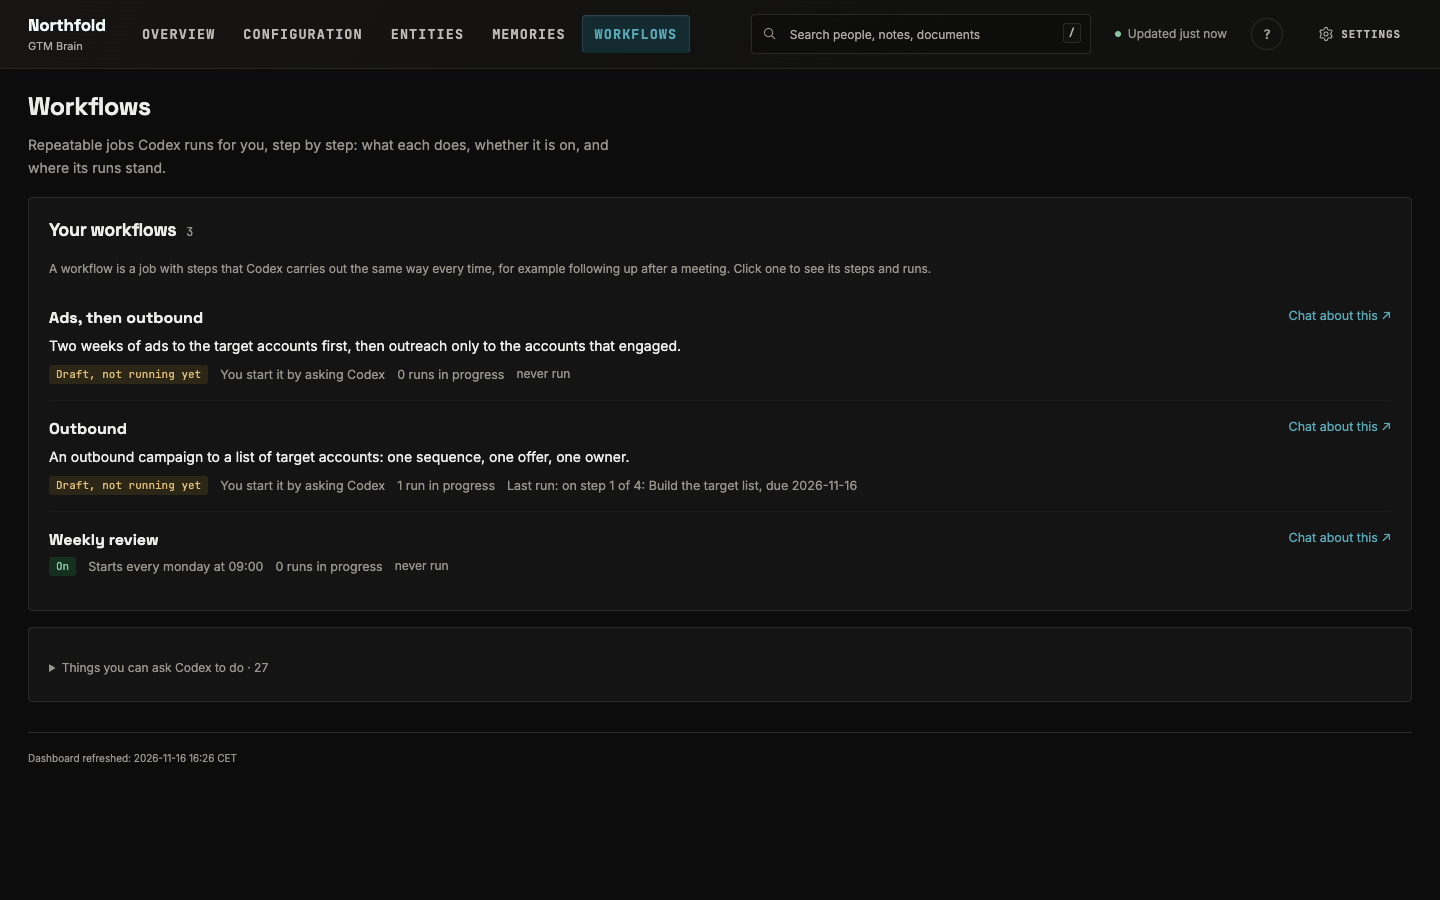 Northfold
GTM Brain
OVERVIEW
CONFIGURATION
ENTITIES
MEMORIES
WORKFLOWS
Search people, notes, documents
/
Updated just now
?
SETTINGS
Workflows
Repeatable jobs Codex runs for you, step by step: what each does, whether it is on, and
where its runs stand.
Your workflows 3
A workflow is a job with steps that Codex carries out the same way every time, for example following up after a meeting. Click one to see its steps and runs.
Ads, then outbound
Chat about this ↗
Two weeks of ads to the target accounts first, then outreach only to the accounts that engaged.
Draft, not running yet You start it by asking Codex 0 runs in progress never run
Outbound
Chat about this ↗
An outbound campaign to a list of target accounts: one sequence, one offer, one owner.
Draft, not running yet You start it by asking Codex 1 run in progress Last run: on step 1 of 4: Build the target list, due 2026-11-16
Weekly review
Chat about this ↗
On Starts every monday at 09:00 0 runs in progress never run
Things you can ask Codex to do · 27
Dashboard refreshed: 2026-11-16 16:26 CET